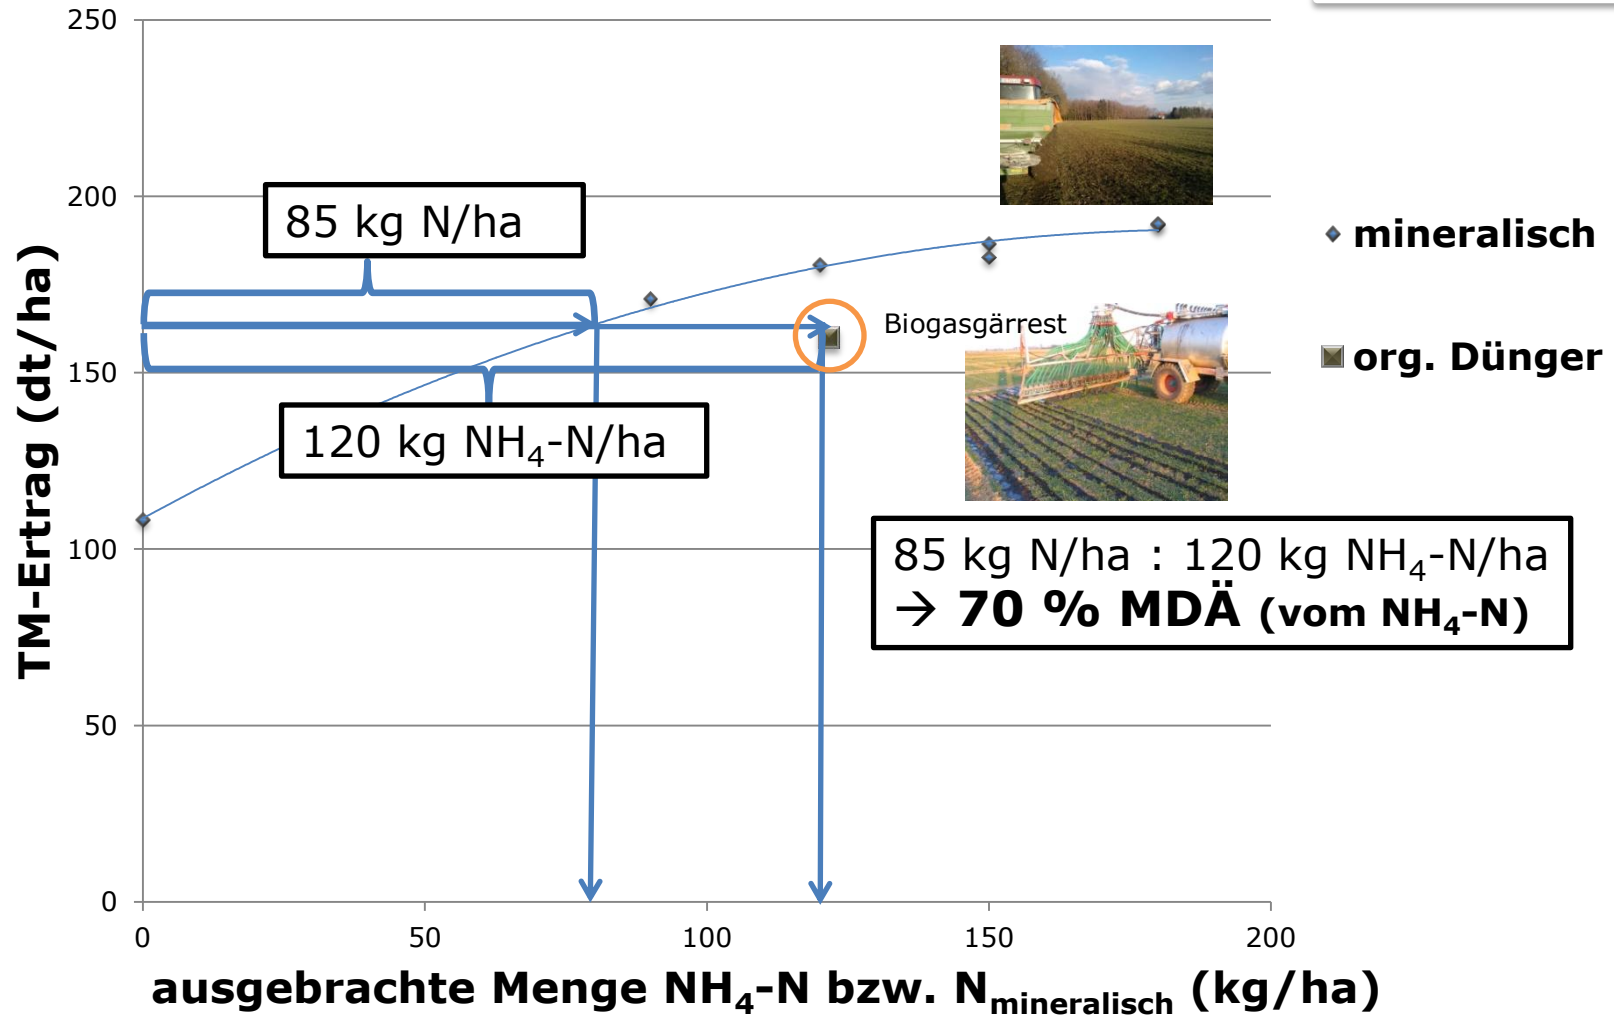 250
200
150
100
50
0
TM-Ertrag (dt/ha)
85 kg N/ha
120 kg NH₄-N/ha
Biogasgärrest
mineralisch
org. Dünger
85 kg N/ha : 120 kg NH₄-N/ha
→ 70 % MDÄ (vom NH₄-N)
0 50 100 150 200
ausgebrachte Menge NH₄-N bzw. Nmineralisch (kg/ha)